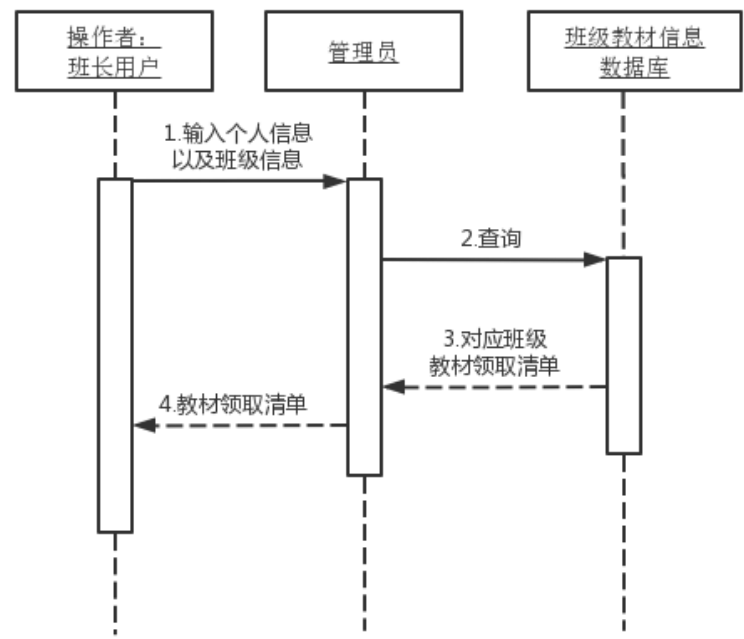 操作者：
班长用户
管理员
班级教材信息
数据库
1.输入个人信息
以及班级信息
2.查询
3.对应班级
教材领取清单
4.教材领取清单